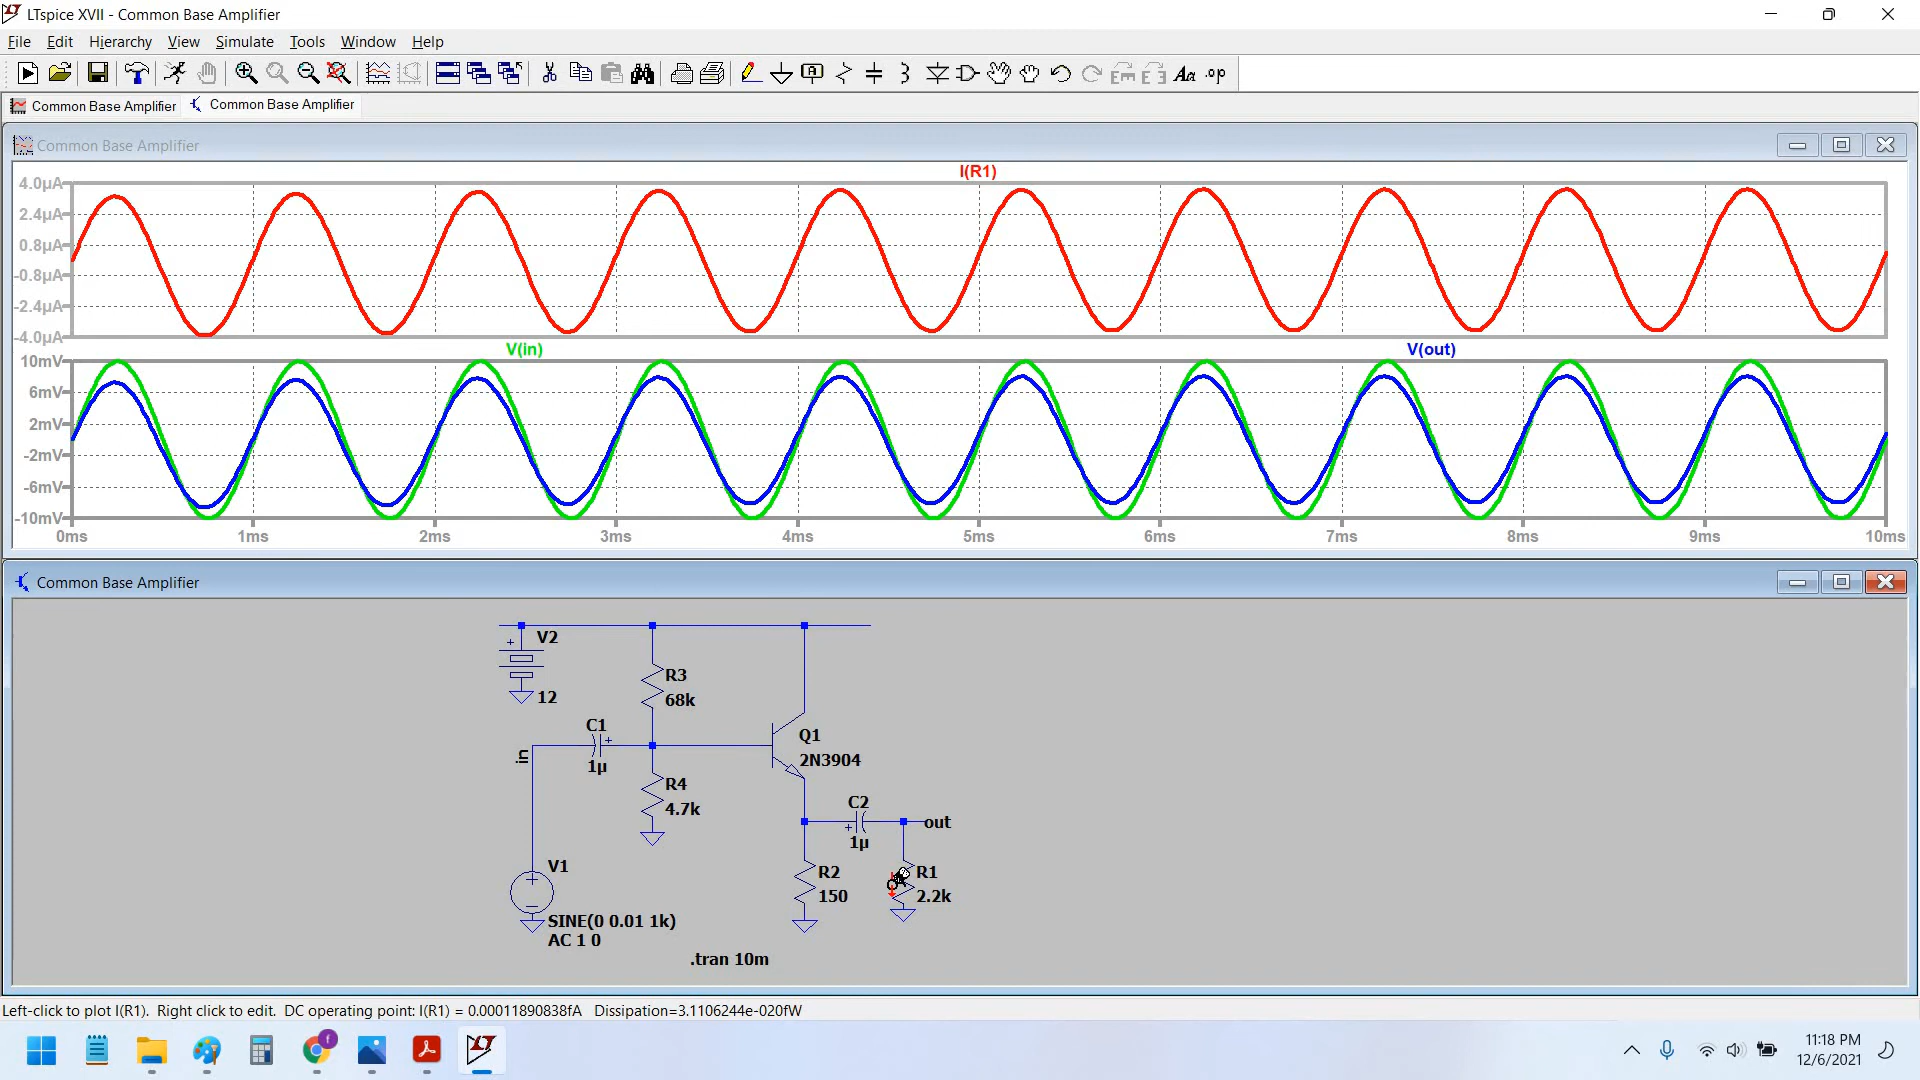 LTspice XVII - Common Base Amplifier
File Edit Hierarchy View Simulate Tools Window Help
Common Base Amplifier Common Base Amplifier
Common Base Amplifier
I(R1)
4.0µA
2.4µA
0.8µA
-0.8µA
-2.4µA
-4.0µA
V(in) V(out)
10mV
6mV
2mV
-2mV
-6mV
-10mV
0ms 1ms 2ms 3ms 4ms 5ms 6ms 7ms 8ms 9ms 10ms
Common Base Amplifier
V2
12
R3
68k
C1
1µ
in
Q1
2N3904
R4
4.7k
C2
1µ
out
V1
SINE(0 0.01 1k)
AC 1 0
R2
150
R1
2.2k
.tran 10m
Left-click to plot I(R1). Right click to edit. DC operating point: I(R1) = 0.00011890838fA Dissipation=3.1106244e-020fW
11:18 PM
12/6/2021